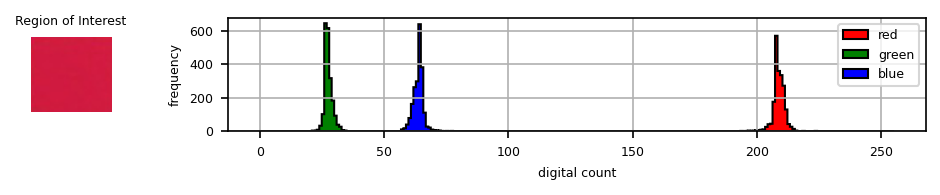 Region of Interest
frequency
600
400
200
0
0 50 100 150 200 250
digital count
red
green
blue